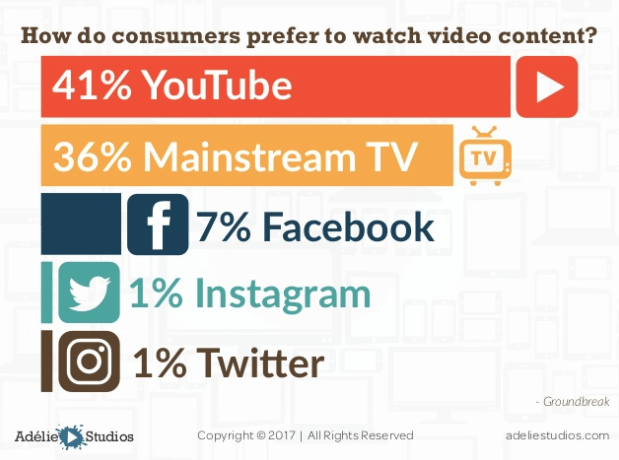 How do consumers prefer to watch video content?
41% YouTube
36% Mainstream TV
TV
7% Facebook
1% Instagram
1% Twitter
- Groundbreak
Adélie Studios
Copyright © 2017 | All Rights Reserved
adeliestudios.com